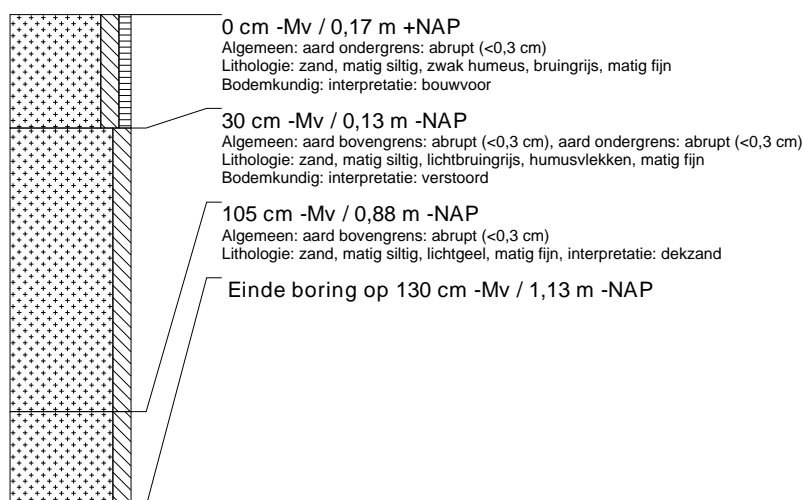 0 cm -Mv / 0,17 m +NAP
Algemeen: aard ondergrens: abrupt (<0,3 cm)
Lithologie: zand, matig siltig, zwak humeus, bruingrijs, matig fijn
Bodemkundig: interpretatie: bouwvoor
30 cm -Mv / 0,13 m -NAP
Algemeen: aard bovengrens: abrupt (<0,3 cm), aard ondergrens: abrupt (<0,3 cm)
Lithologie: zand, matig siltig, lichtbruingrijs, humusvlekken, matig fijn
Bodemkundig: interpretatie: verstoord
105 cm -Mv / 0,88 m -NAP
Algemeen: aard bovengrens: abrupt (<0,3 cm)
Lithologie: zand, matig siltig, lichtgeel, matig fijn, interpretatie: dekzand
Einde boring op 130 cm -Mv / 1,13 m -NAP